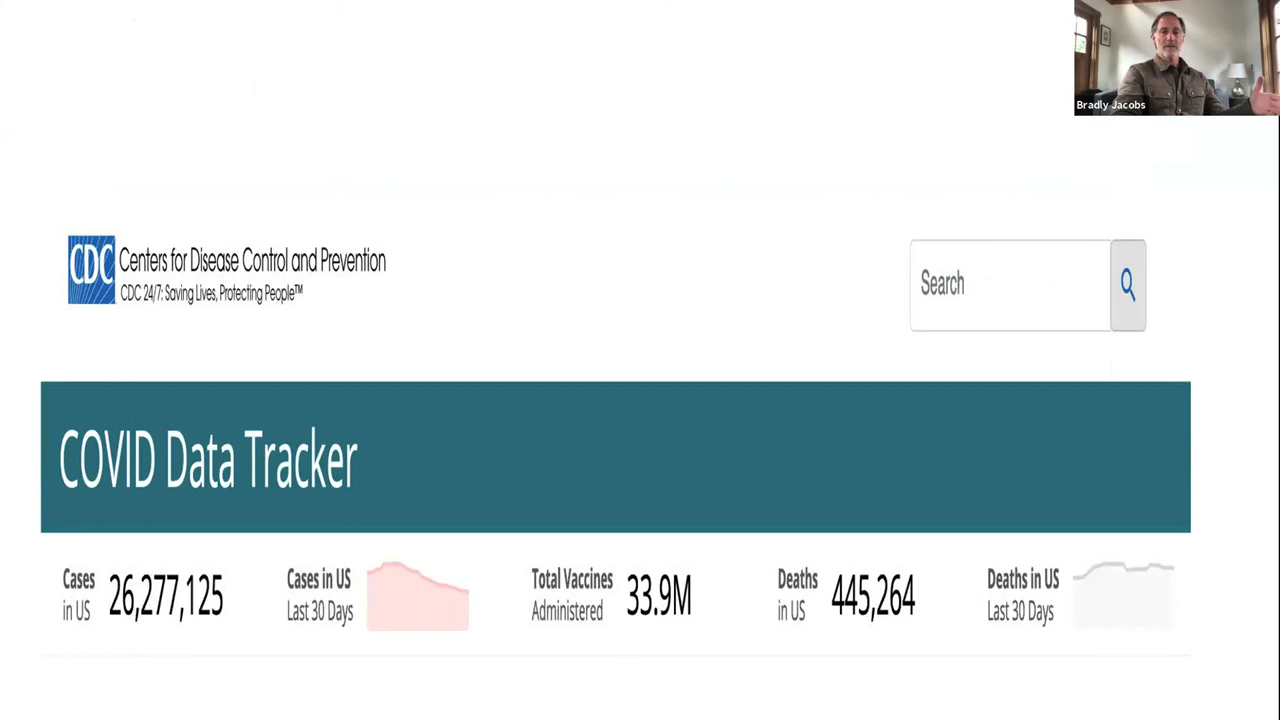 Bradly Jacobs
CDC
Centers for Disease Control and Prevention
CDC 24/7: Saving Lives, Protecting People™
Search
COVID Data Tracker
Cases
in US
26,277,125
Cases in US
Last 30 Days
Total Vaccines
Administered
33.9M
Deaths
in US
445,264
Deaths in US
Last 30 Days